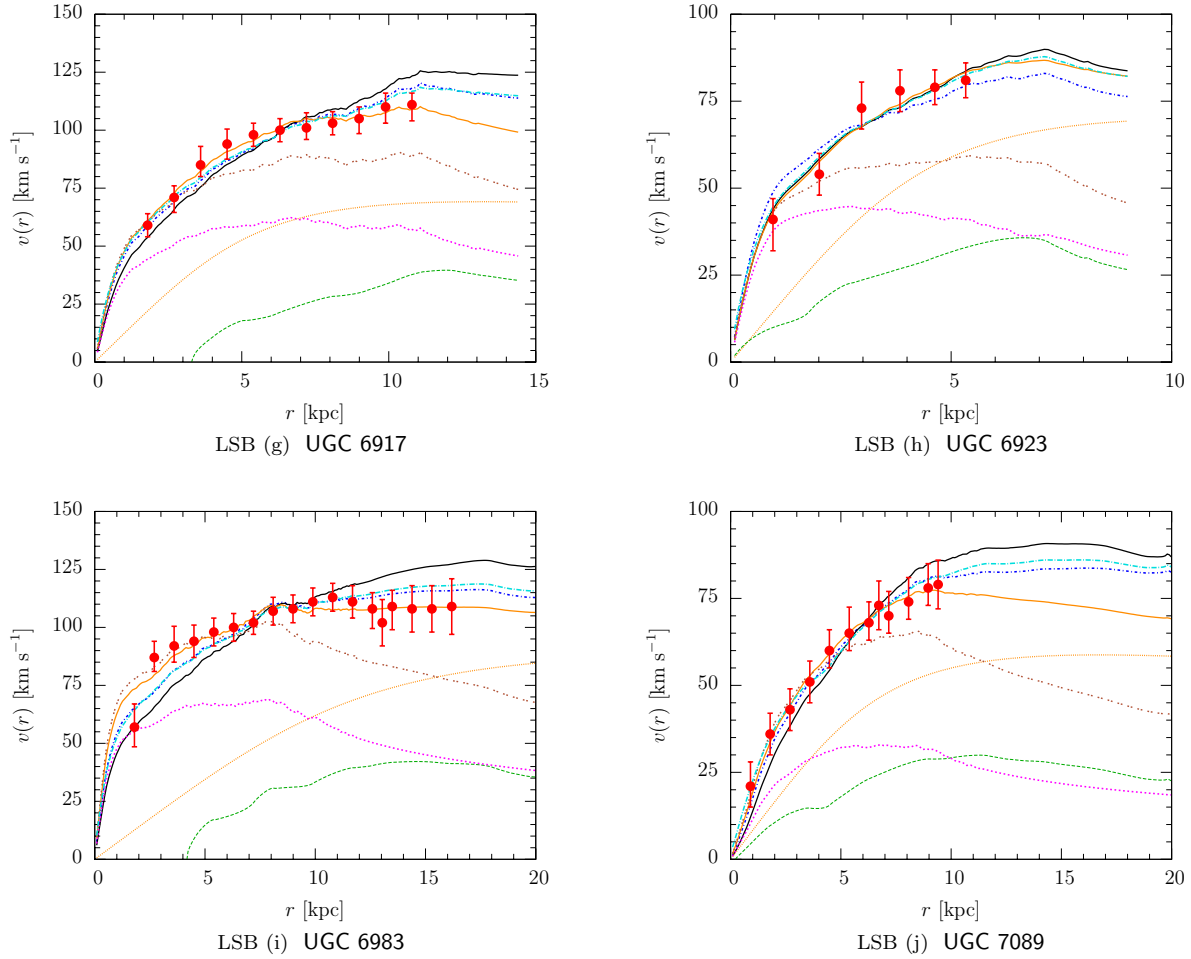 150
125
100
75
50
25
0
v(r) [km s⁻¹]
0 5 10 15
r [kpc]
LSB (g) UGC 6917
100
75
50
25
0
v(r) [km s⁻¹]
0 5 10
r [kpc]
LSB (h) UGC 6923
150
125
100
75
50
25
0
v(r) [km s⁻¹]
0 5 10 15 20
r [kpc]
LSB (i) UGC 6983
100
75
50
25
0
v(r) [km s⁻¹]
0 5 10 15 20
r [kpc]
LSB (j) UGC 7089